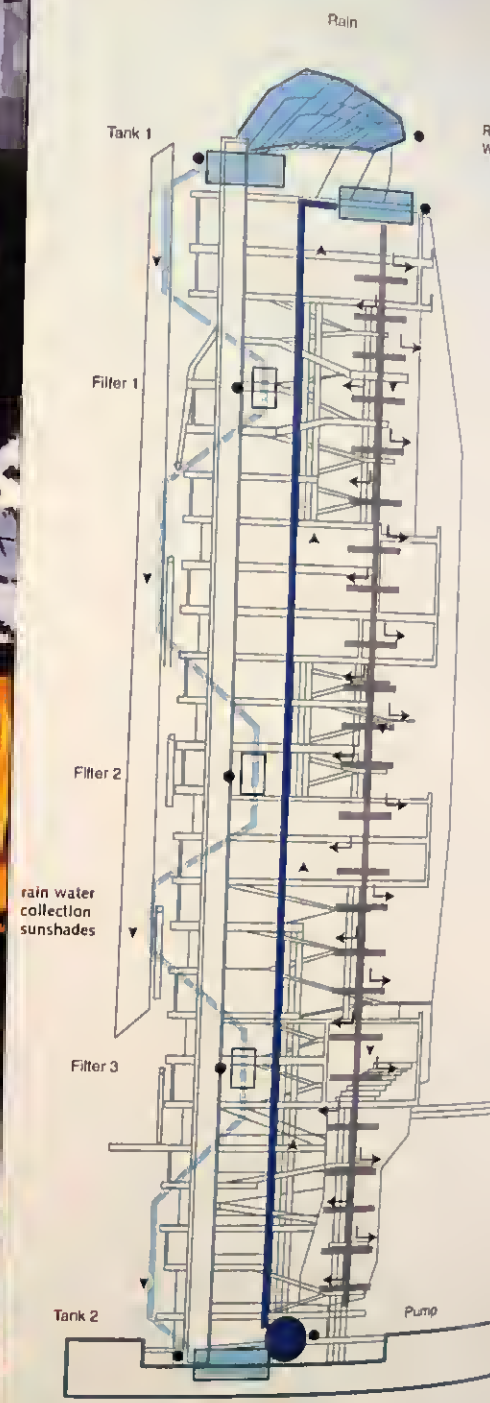 Rain
Tank 1
Filter 1
Filter 2
rain water
collection
sunshades
Filter 3
Tank 2
Pump